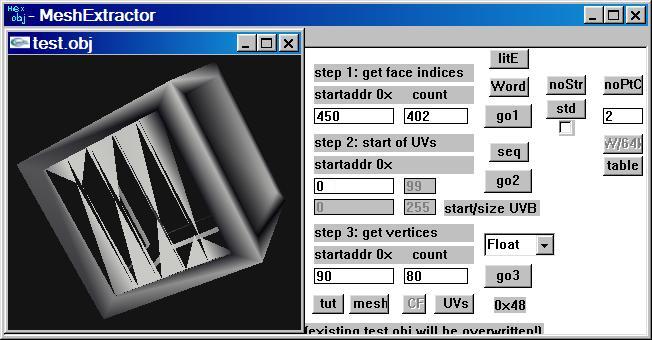 Hex obj - MeshExtractor
test.obj
litE
step 1: get face indices
Word
noStr
noPtC
startaddr 0x count
std
450 402
go1
2
step 2: start of UVs
seq
W/64k
startaddr 0x
table
0 99
go2
0 255 start/size UVB
step 3: get vertices
Float
startaddr 0x count
90 80
go3
tut mesh CF UVs 0x48
(existing test.obj will be overwritten!)